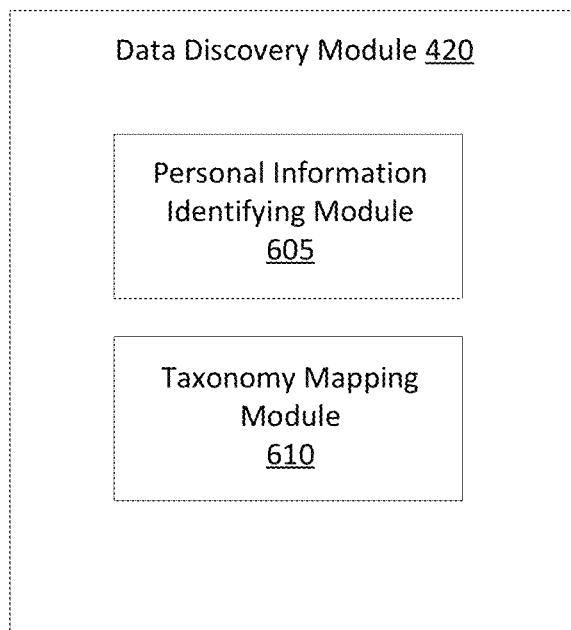 Data Discovery Module 420
Personal Information
Identifying Module
605
Taxonomy Mapping
Module
610